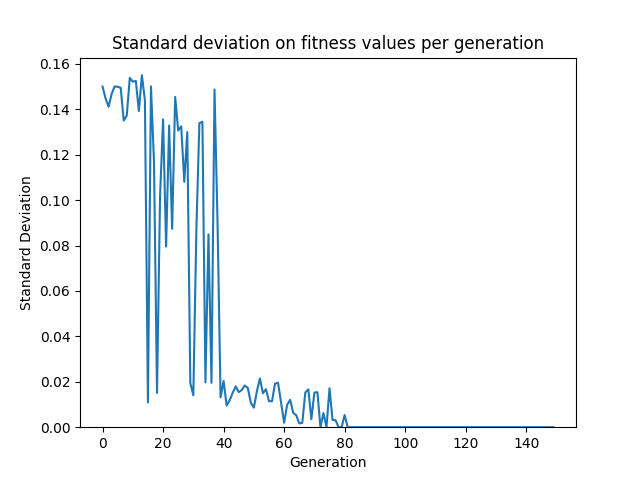 Standard deviation on fitness values per generation
0.16
0.14
0.12
0.10
0.08
0.06
0.04
0.02
0.00
Standard Deviation
0 20 40 60 80 100 120 140
Generation